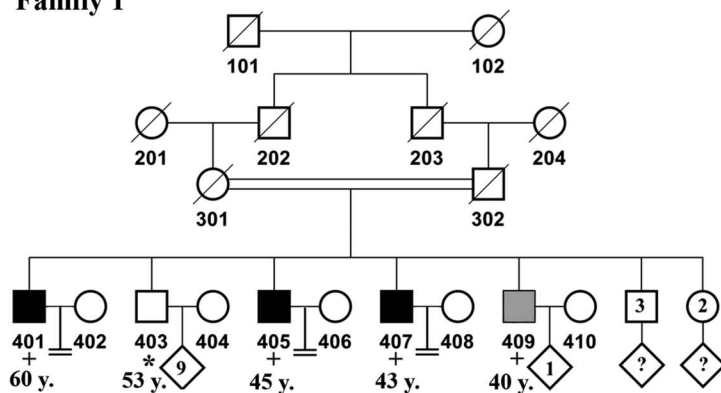 Family 1
101 102
201 202 203 204
301 302
3 2
401 402 403 404 405 406 407 408 409 410
+ * 9 + + + 1 ? ?
60 y. 53 y. 45 y. 43 y. 40 y.